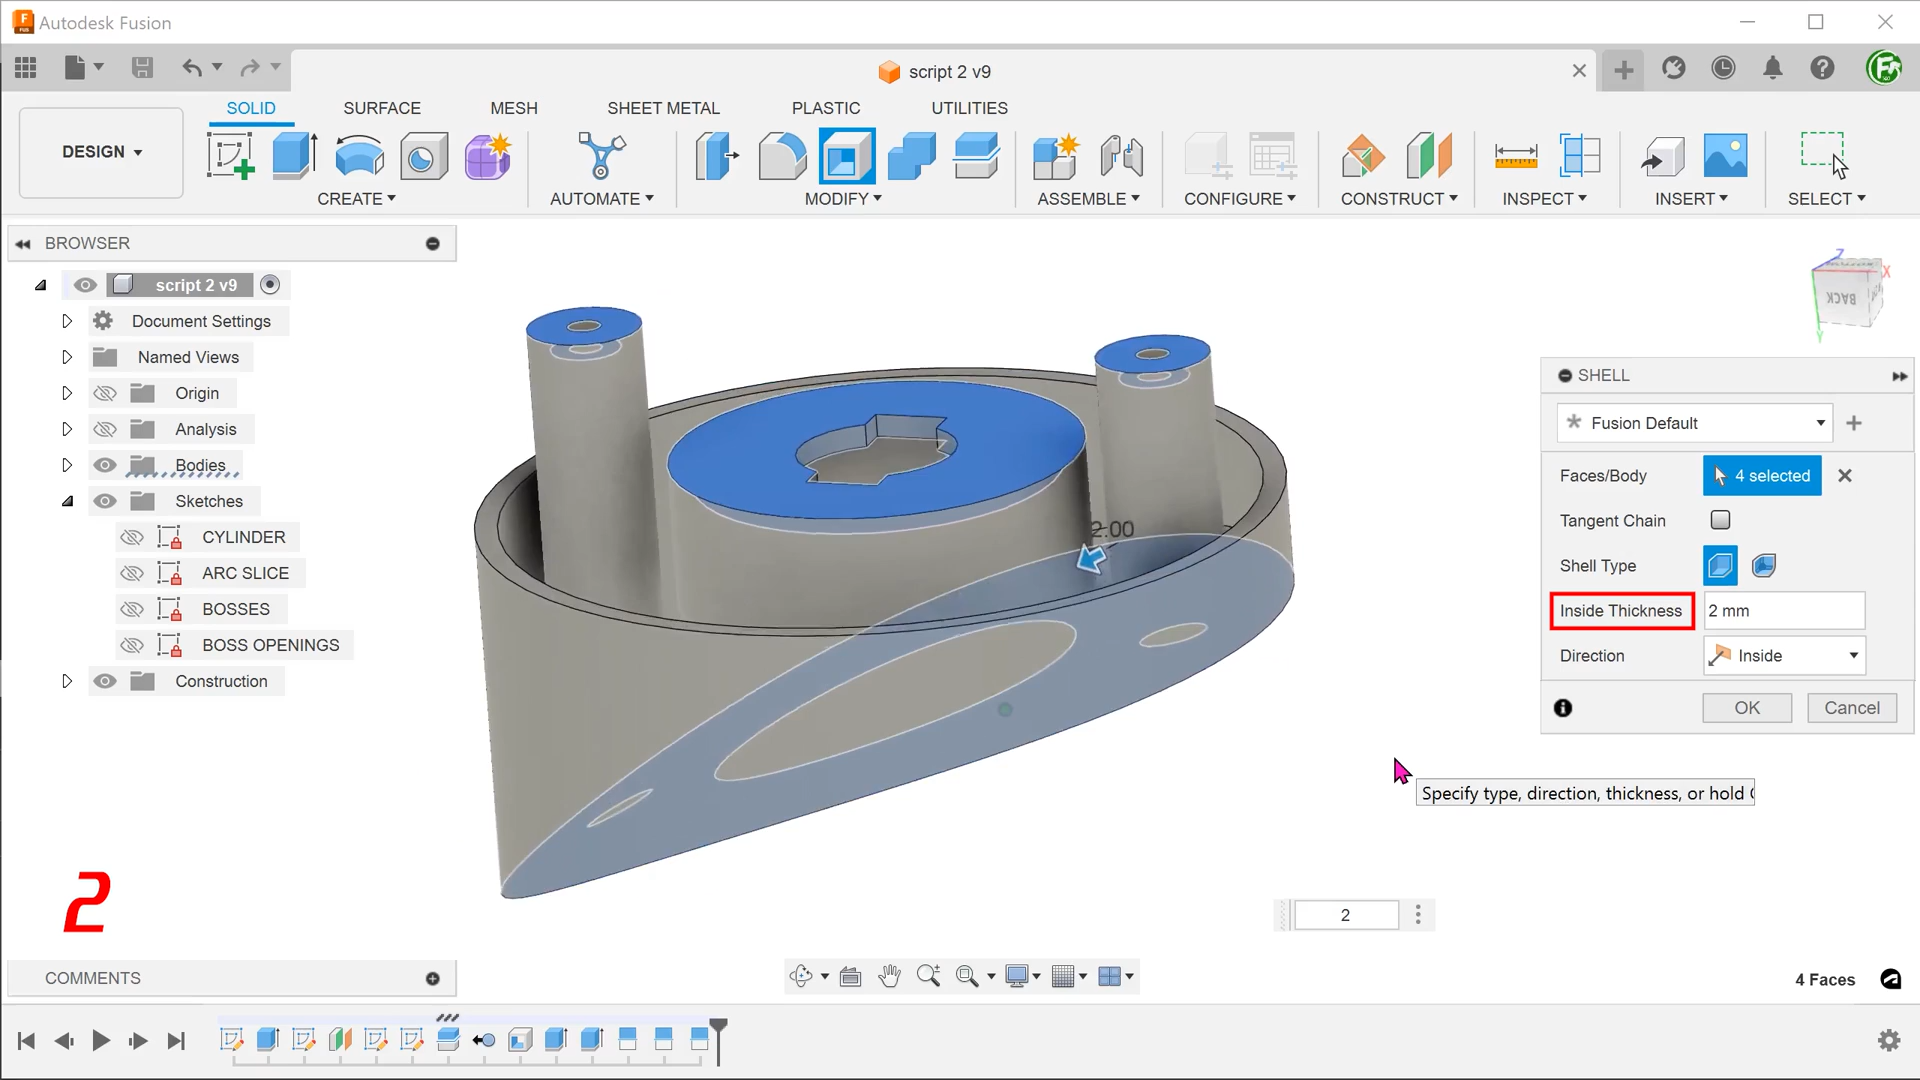 Autodesk Fusion
script 2 v9
SOLID
SURFACE
MESH
SHEET METAL
PLASTIC
UTILITIES
DESIGN
CREATE
AUTOMATE
MODIFY
ASSEMBLE
CONFIGURE
CONSTRUCT
INSPECT
INSERT
SELECT
BROWSER
script 2 v9
Document Settings
Named Views
Origin
Analysis
Bodies
Sketches
CYLINDER
ARC SLICE
BOSSES
BOSS OPENINGS
Construction
2.00
Z
X
Y
BACK
SHELL
Fusion Default
Faces/Body
4 selected
Tangent Chain
Shell Type
Inside Thickness
2 mm
Direction
Inside
OK
Cancel
Specify type, direction, thickness, or hold
2
2
COMMENTS
4 Faces